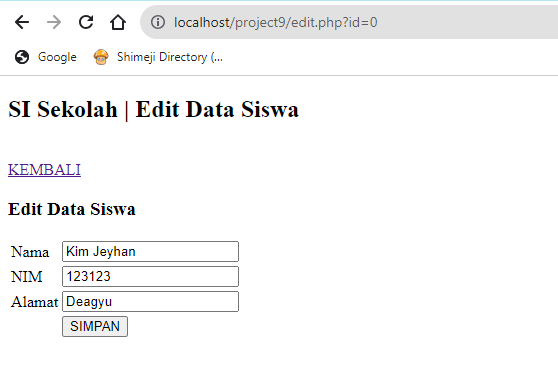 localhost/project9/edit.php?id=0
Google Shimeji Directory (...
SI Sekolah | Edit Data Siswa
KEMBALI
Edit Data Siswa
Nama Kim Jeyhan
NIM 123123
Alamat Deagyu
SIMPAN